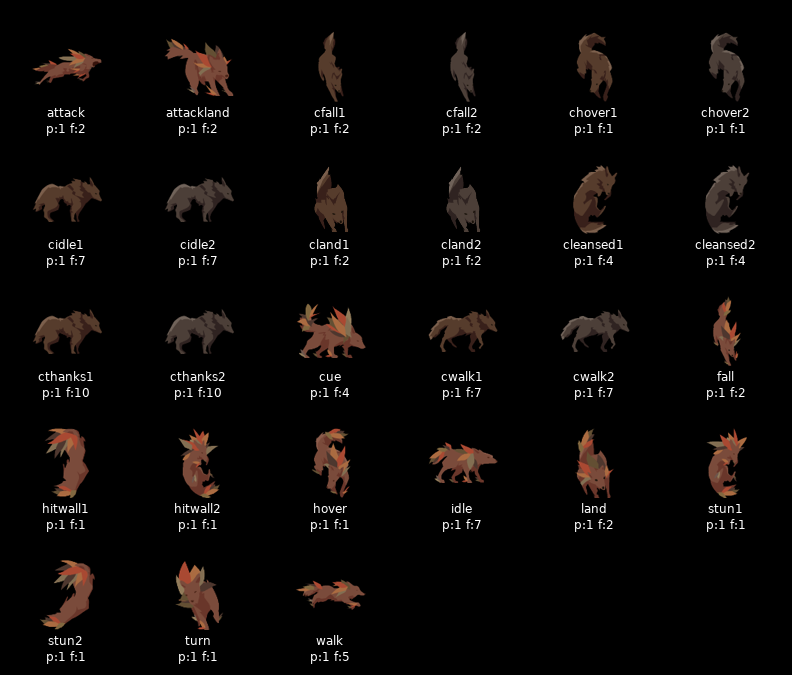 attack attackland cfall1 cfall2 chover1 chover2
p:1 f:2 p:1 f:2 p:1 f:2 p:1 f:2 p:1 f:1 p:1 f:1
cidle1 cidle2 cland1 cland2 cleansed1 cleansed2
p:1 f:7 p:1 f:7 p:1 f:2 p:1 f:2 p:1 f:4 p:1 f:4
cthanks1 cthanks2 cue cwalk1 cwalk2 fall
p:1 f:10 p:1 f:10 p:1 f:4 p:1 f:7 p:1 f:7 p:1 f:2
hitwall1 hitwall2 hover idle land stun1
p:1 f:1 p:1 f:1 p:1 f:1 p:1 f:7 p:1 f:2 p:1 f:1
stun2 turn walk
p:1 f:1 p:1 f:1 p:1 f:5